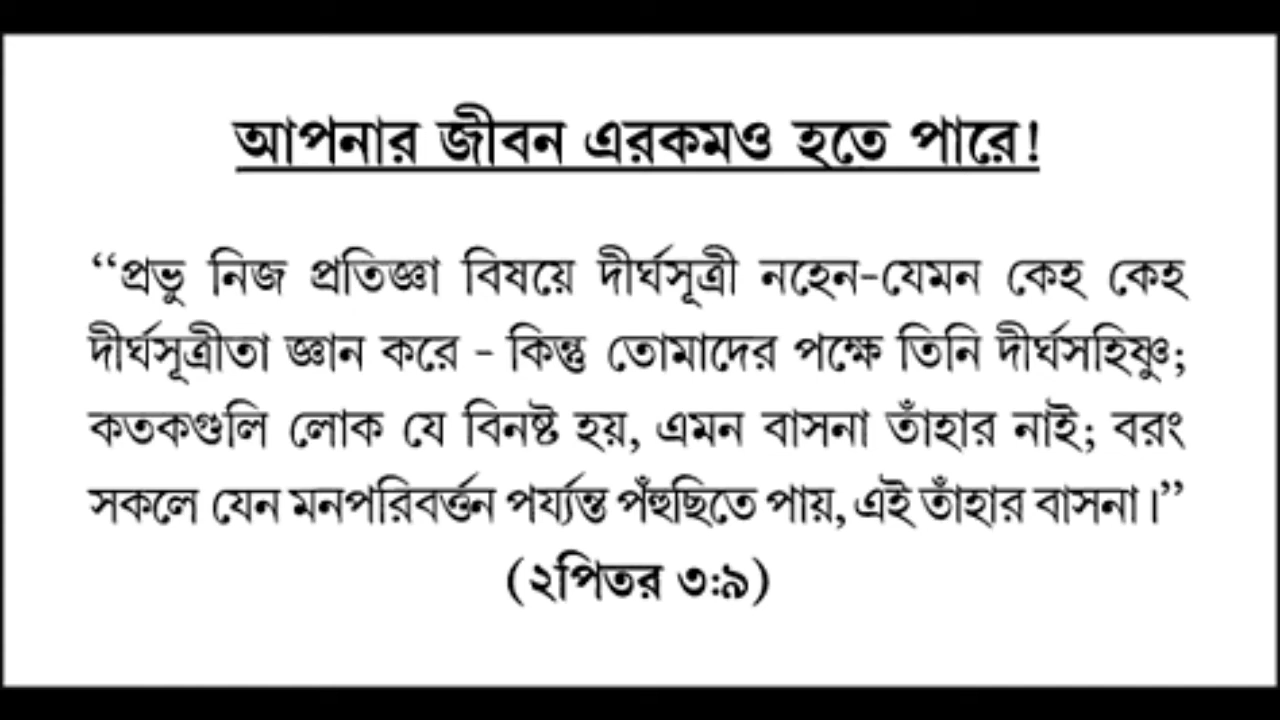 আপনার জীবন এরকমও হতে পারে!
“প্রভু নিজ প্রতিজ্ঞা বিষয়ে দীর্ঘসূত্রী নহেন-যেমন কেহ কেহ
দীর্ঘসূত্রীতা জ্ঞান করে - কিন্তু তোমাদের পক্ষে তিনি দীর্ঘসহিষ্ণু;
কতকগুলি লোক যে বিনষ্ট হয়, এমন বাসনা তাঁহার নাই; বরং
সকলে যেন মনপরিবর্ত্তন পর্য্যন্ত পঁহুছিতে পায়, এই তাঁহার বাসনা।”
(২পিতর ৩:৯)